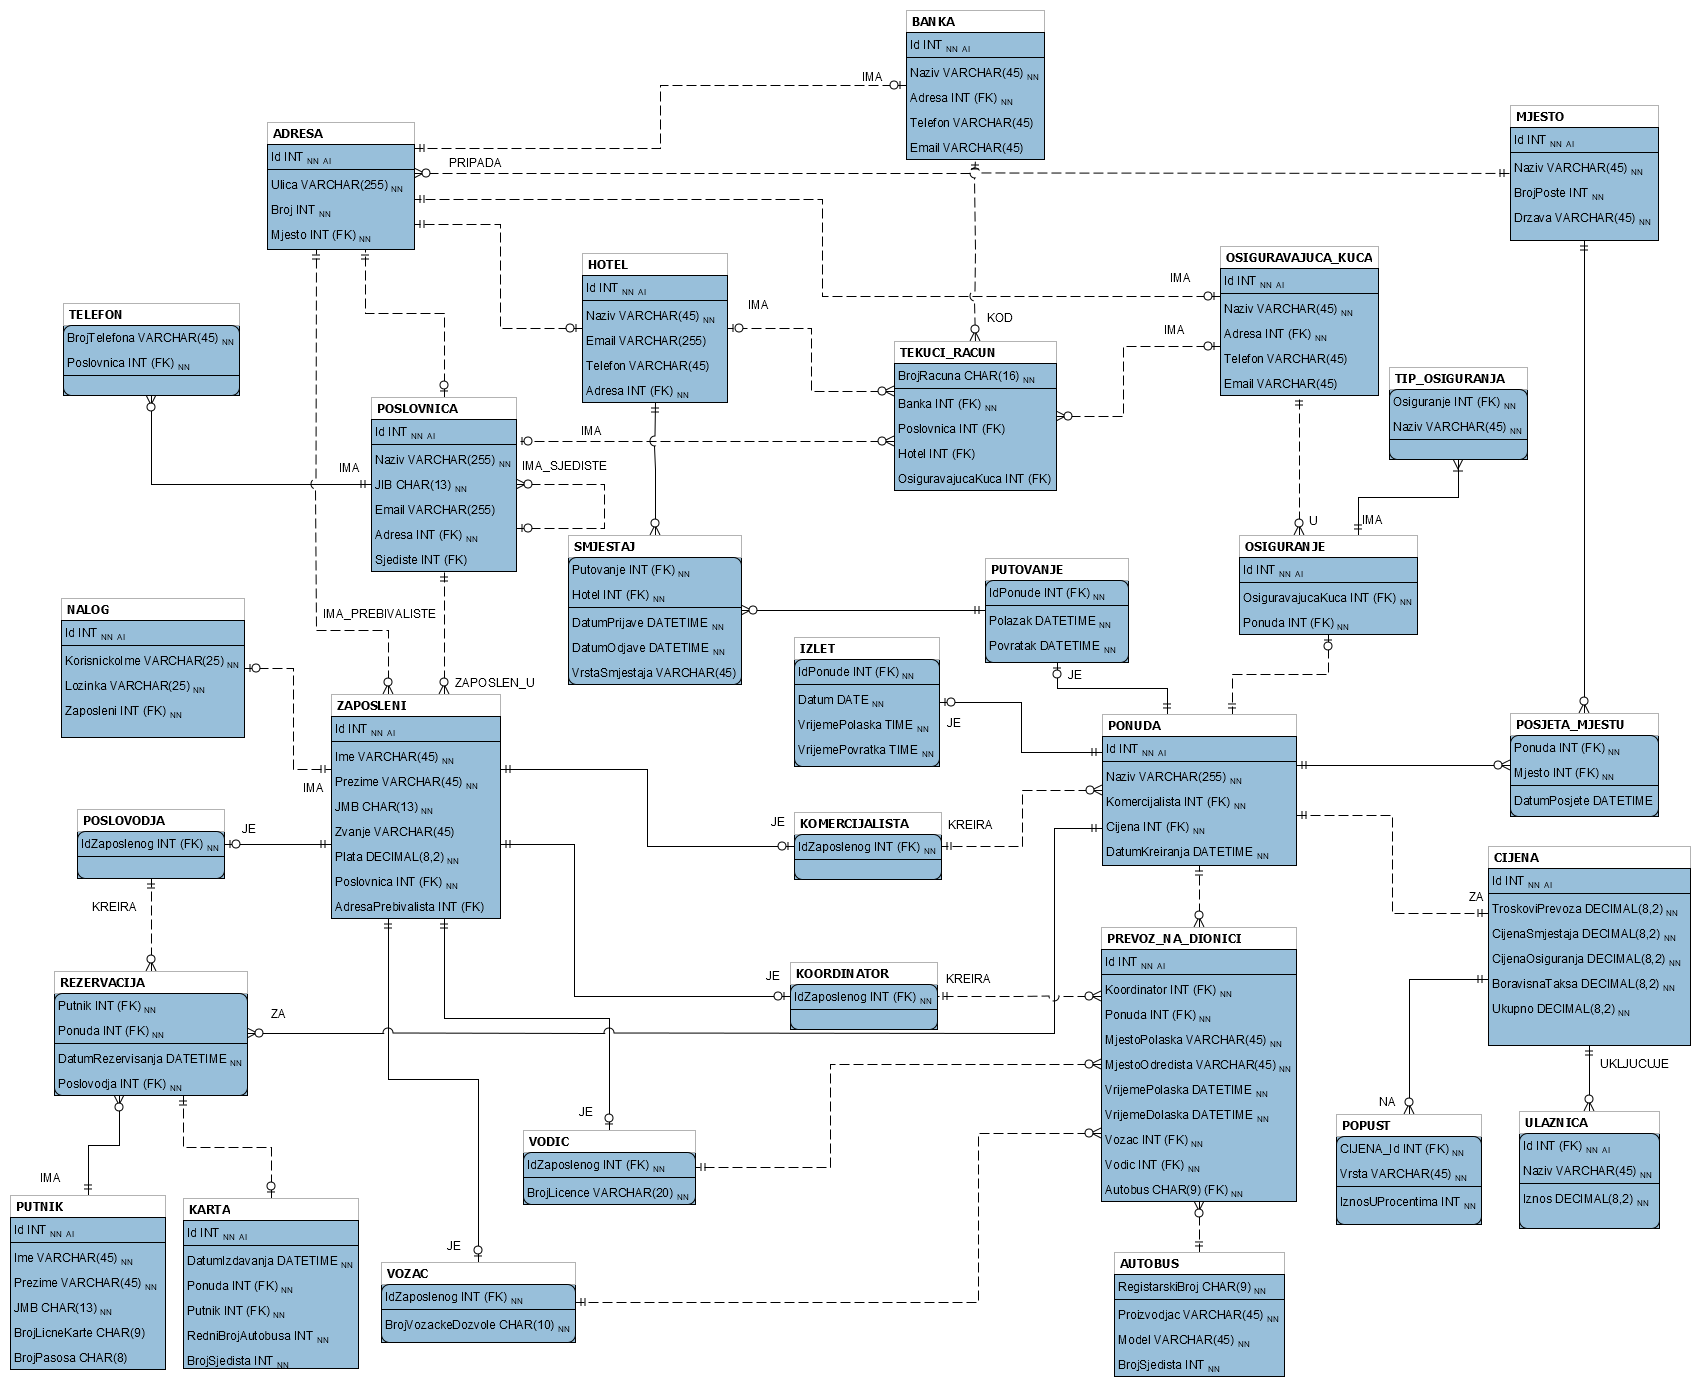 BANKA
Id INT NN AI
Naziv VARCHAR(45) NN
Adresa INT (FK) NN
Telefon VARCHAR(45)
Email VARCHAR(45)
IMA
MJESTO
Id INT NN AI
Naziv VARCHAR(45) NN
BrojPoste INT NN
Drzava VARCHAR(45) NN
ADRESA
Id INT NN AI
Ulica VARCHAR(255) NN
Broj INT NN
Mjesto INT (FK) NN
PRIPADA
HOTEL
Id INT NN AI
Naziv VARCHAR(45) NN
Email VARCHAR(255)
Telefon VARCHAR(45)
Adresa INT (FK) NN
IMA
OSIGURAVAJUCA_KUCA
Id INT NN AI
Naziv VARCHAR(45) NN
Adresa INT (FK) NN
Telefon VARCHAR(45)
Email VARCHAR(45)
IMA
IMA
KOD
TELEFON
BrojTelefona VARCHAR(45) NN
Poslovnica INT (FK) NN
TEKUCI_RACUN
BrojRacuna CHAR(16) NN
Banka INT (FK) NN
Poslovnica INT (FK)
Hotel INT (FK)
OsiguravajucaKuca INT (FK)
TIP_OSIGURANJA
Osiguranje INT (FK) NN
Naziv VARCHAR(45) NN
POSLOVNICA
Id INT NN AI
Naziv VARCHAR(255) NN
JIB CHAR(13) NN
Email VARCHAR(255)
Adresa INT (FK) NN
Sjediste INT (FK)
IMA
IMA
IMA_SJEDISTE
U
IMA
SMJESTAJ
Putovanje INT (FK) NN
Hotel INT (FK) NN
DatumPrijave DATETIME NN
DatumOdjave DATETIME NN
VrstaSmjestaja VARCHAR(45)
OSIGURANJE
Id INT NN AI
OsiguravajucaKuca INT (FK) NN
Ponuda INT (FK) NN
PUTOVANJE
IdPonude INT (FK) NN
Polazak DATETIME NN
Povratak DATETIME NN
JE
NALOG
Id INT NN AI
KorisnickoIme VARCHAR(25) NN
Lozinka VARCHAR(25) NN
Zaposleni INT (FK) NN
IMA_PREBIVALISTE
ZAPOSLEN_U
IZLET
IdPonude INT (FK) NN
Datum DATE NN
VrijemePolaska TIME NN
VrijemePovratka TIME NN
JE
ZAPOSLENI
Id INT NN AI
Ime VARCHAR(45) NN
Prezime VARCHAR(45) NN
JMB CHAR(13) NN
Zvanje VARCHAR(45)
Plata DECIMAL(8,2) NN
Poslovnica INT (FK) NN
AdresaPrebivalista INT (FK)
IMA
PONUDA
Id INT NN AI
Naziv VARCHAR(255) NN
Komercijalista INT (FK) NN
Cijena INT (FK) NN
DatumKreiranja DATETIME NN
POSJETA_MJESTU
Ponuda INT (FK) NN
Mjesto INT (FK) NN
DatumPosjete DATETIME
POSLOVODJA
IdZaposlenog INT (FK) NN
JE
KREIRA
KOMERCIJALISTA
IdZaposlenog INT (FK) NN
JE
KREIRA
CIJENA
Id INT NN AI
TroskoviPrevoza DECIMAL(8,2) NN
CijenaSmjestaja DECIMAL(8,2) NN
CijenaOsiguranja DECIMAL(8,2) NN
BoravisnaTaksa DECIMAL(8,2) NN
Ukupno DECIMAL(8,2) NN
ZA
PREVOZ_NA_DIONICI
Id INT NN AI
Koordinator INT (FK) NN
Ponuda INT (FK) NN
MjestoPolaska VARCHAR(45) NN
MjestoOdredista VARCHAR(45) NN
VrijemePolaska DATETIME NN
VrijemeDolaska DATETIME NN
Vozac INT (FK) NN
Vodic INT (FK) NN
Autobus CHAR(9) (FK) NN
KOORDINATOR
IdZaposlenog INT (FK) NN
JE
KREIRA
REZERVACIJA
Putnik INT (FK) NN
Ponuda INT (FK) NN
DatumRezervisanja DATETIME NN
Poslovodja INT (FK) NN
ZA
UKLJUCUJE
NA
POPUST
CIJENA_Id INT (FK) NN
Vrsta VARCHAR(45) NN
IznosUProcentima INT NN
ULAZNICA
Id INT (FK) NN AI
Naziv VARCHAR(45) NN
Iznos DECIMAL(8,2) NN
JE
VODIC
IdZaposlenog INT (FK) NN
BrojLicence VARCHAR(20) NN
IMA
PUTNIK
Id INT NN AI
Ime VARCHAR(45) NN
Prezime VARCHAR(45) NN
JMB CHAR(13) NN
BrojLicneKarte CHAR(9)
BrojPasosa CHAR(8)
KARTA
Id INT NN AI
DatumIzdavanja DATETIME NN
Ponuda INT (FK) NN
Putnik INT (FK) NN
RedniBrojAutobusa INT NN
BrojSjedista INT NN
JE
VOZAC
IdZaposlenog INT (FK) NN
BrojVozackeDozvole CHAR(10) NN
AUTOBUS
RegistarskiBroj CHAR(9) NN
Proizvodjac VARCHAR(45) NN
Model VARCHAR(45) NN
BrojSjedista INT NN